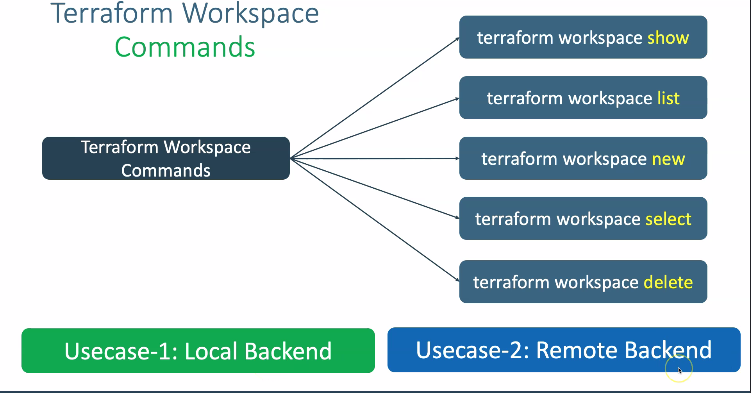 Terraform Workspace
Commands
Terraform Workspace
Commands
terraform workspace show
terraform workspace list
terraform workspace new
terraform workspace select
terraform workspace delete
Usecase-1: Local Backend
Usecase-2: Remote Backend